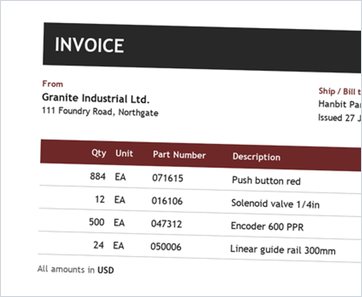 INVOICE
From
Granite Industrial Ltd.
111 Foundry Road, Northgate
Ship / Bill
Hanbit
Issued 27
Qty Unit Part Number Description
884 EA 071615 Push button red
12 EA 016106 Solenoid valve 1/4in
500 EA 047312 Encoder 600 PPR
24 EA 050006 Linear guide rail 300mm
All amounts in USD